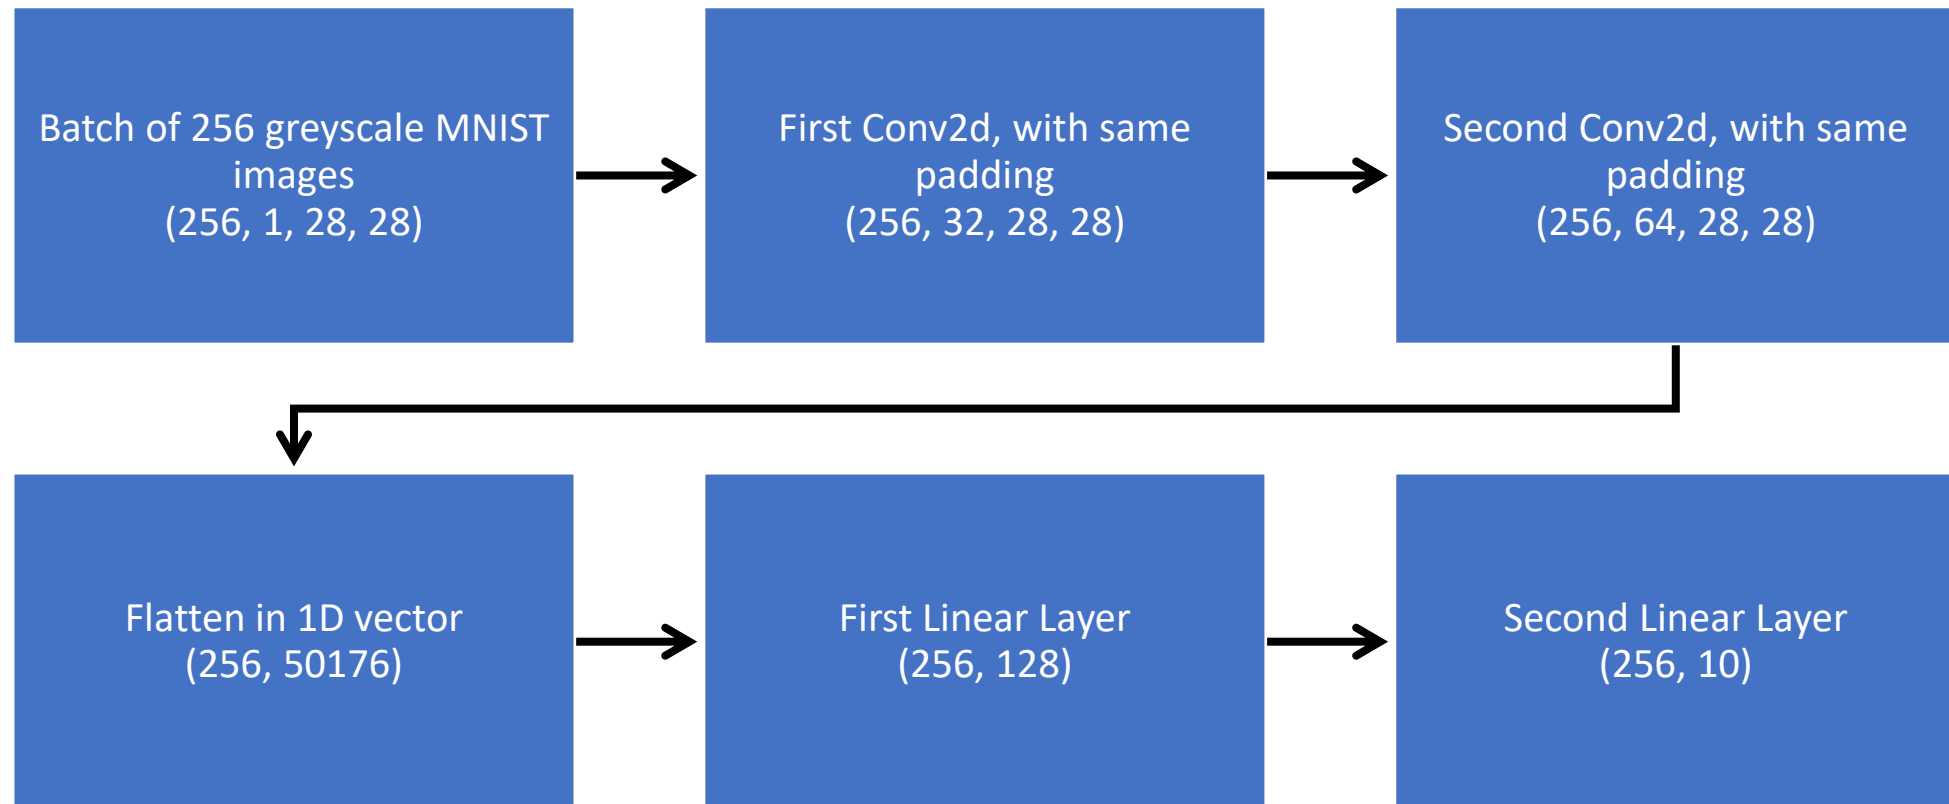 Batch of 256 greyscale MNIST
images
(256, 1, 28, 28)
First Conv2d, with same
padding
(256, 32, 28, 28)
Second Conv2d, with same
padding
(256, 64, 28, 28)
Flatten in 1D vector
(256, 50176)
First Linear Layer
(256, 128)
Second Linear Layer
(256, 10)